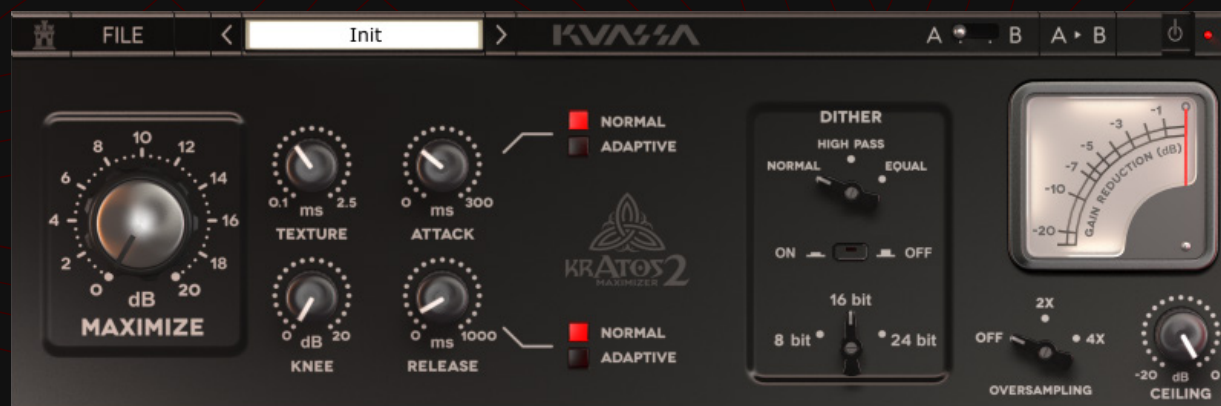 FILE
<
Init
>
KVASSA
A B
A ▸ B
MAXIMIZE
0 2 4 6 8 10 12 14 16 18 20
dB
0.1 ms 2.5
TEXTURE
0 ms 300
ATTACK
0 dB 20
KNEE
0 ms 1000
RELEASE
NORMAL
ADAPTIVE
KRATOS 2
MAXIMIZER
NORMAL
ADAPTIVE
DITHER
HIGH PASS
NORMAL EQUAL
ON OFF
16 bit
8 bit 24 bit
-20 -10 -7 -5 -3 -1 0
GAIN REDUCTION (dB)
2X
OFF 4X
OVERSAMPLING
-20 dB 0
CEILING